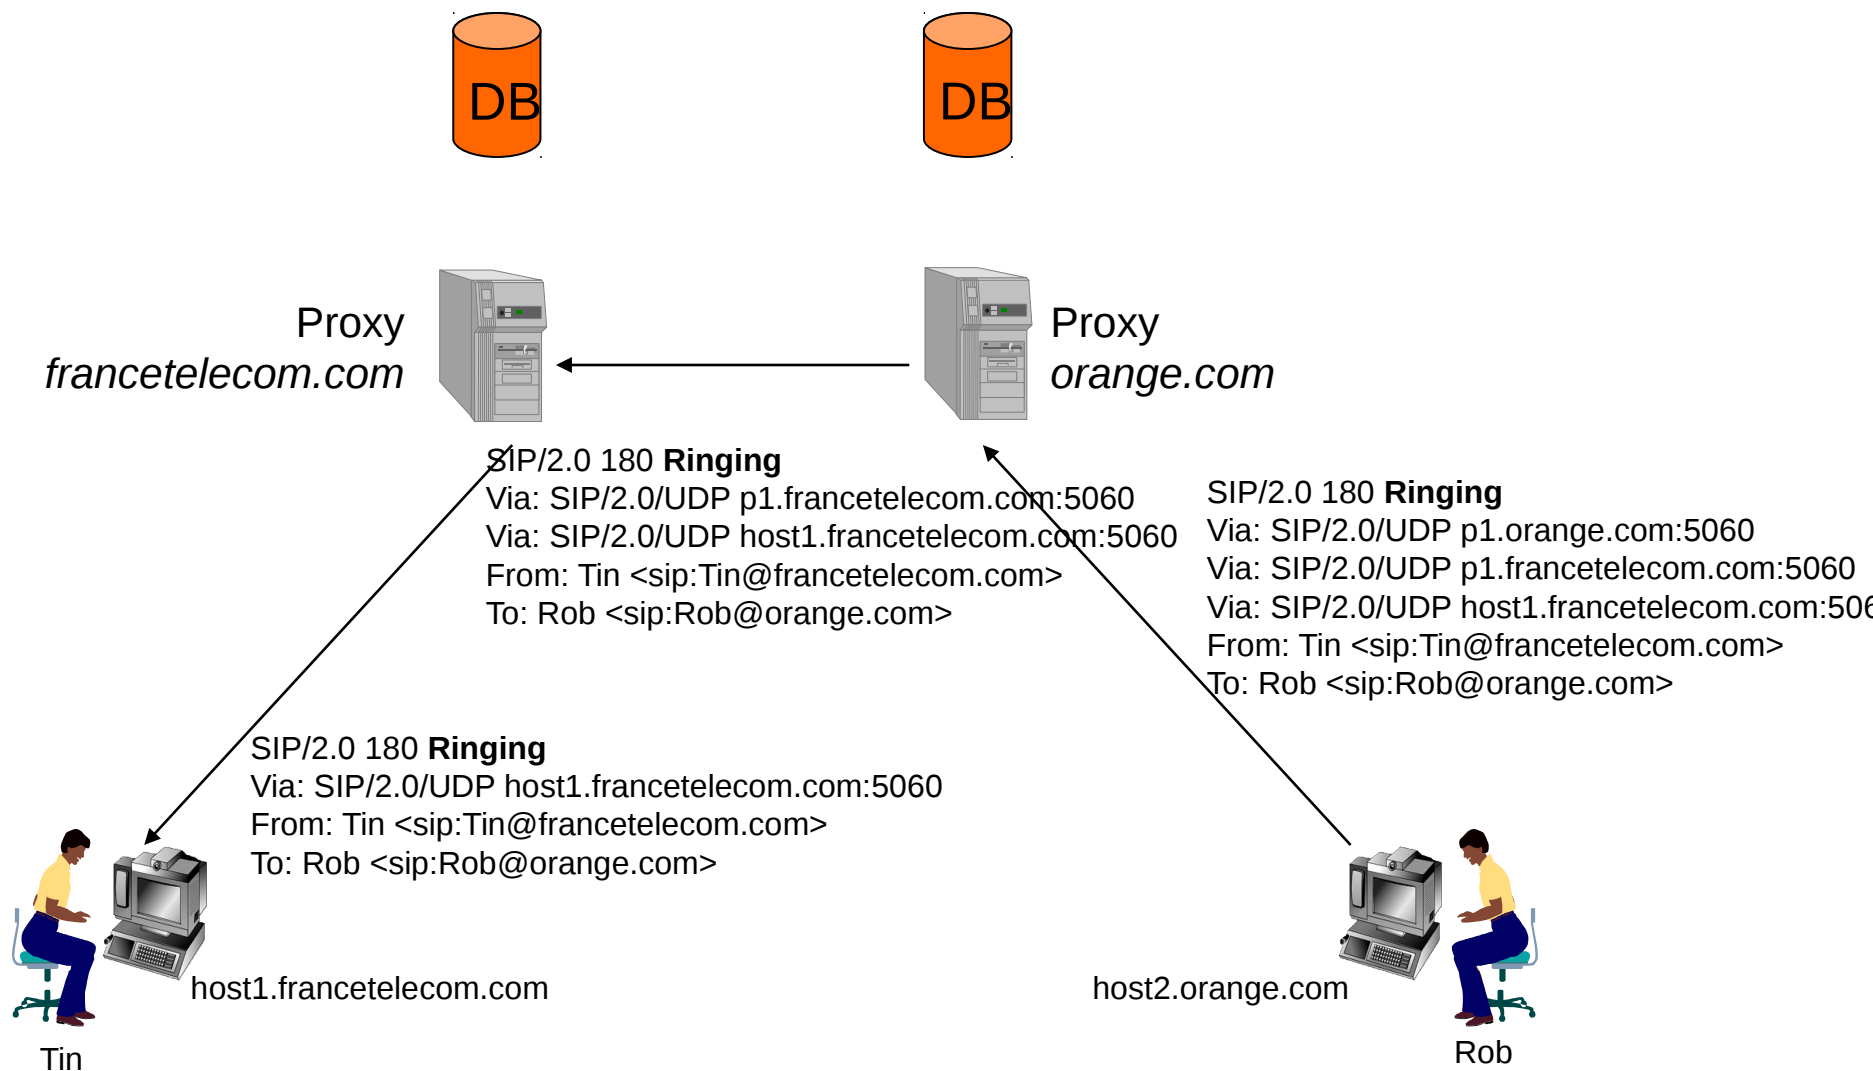 DB
DB
Proxy
francetelecom.com
Proxy
orange.com
SIP/2.0 180 Ringing
Via: SIP/2.0/UDP p1.francetelecom.com:5060
Via: SIP/2.0/UDP host1.francetelecom.com:5060
From: Tin <sip:Tin@francetelecom.com>
To: Rob <sip:Rob@orange.com>
SIP/2.0 180 Ringing
Via: SIP/2.0/UDP p1.orange.com:5060
Via: SIP/2.0/UDP p1.francetelecom.com:5060
Via: SIP/2.0/UDP host1.francetelecom.com:506
From: Tin <sip:Tin@francetelecom.com>
To: Rob <sip:Rob@orange.com>
SIP/2.0 180 Ringing
Via: SIP/2.0/UDP host1.francetelecom.com:5060
From: Tin <sip:Tin@francetelecom.com>
To: Rob <sip:Rob@orange.com>
host1.francetelecom.com
host2.orange.com
Tin
Rob